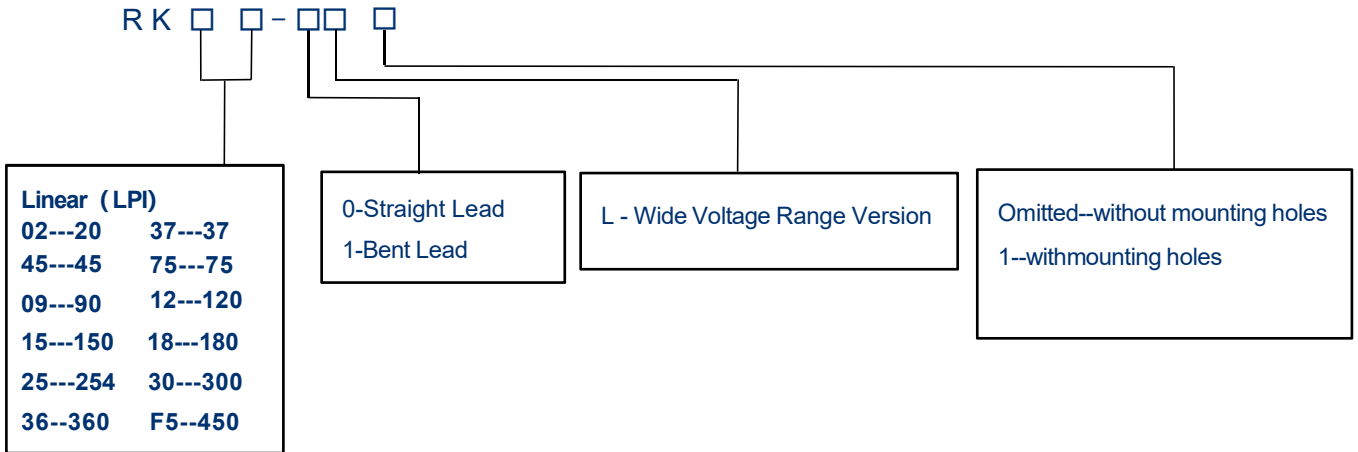 RK □ □-□□ □
Linear (LPI)
02---20 37---37
45---45 75---75
09---90 12---120
15---150 18---180
25---254 30---300
36--360 F5--450
0-Straight Lead
1-Bent Lead
L - Wide Voltage Range Version
Omitted--without mounting holes
1--withmounting holes